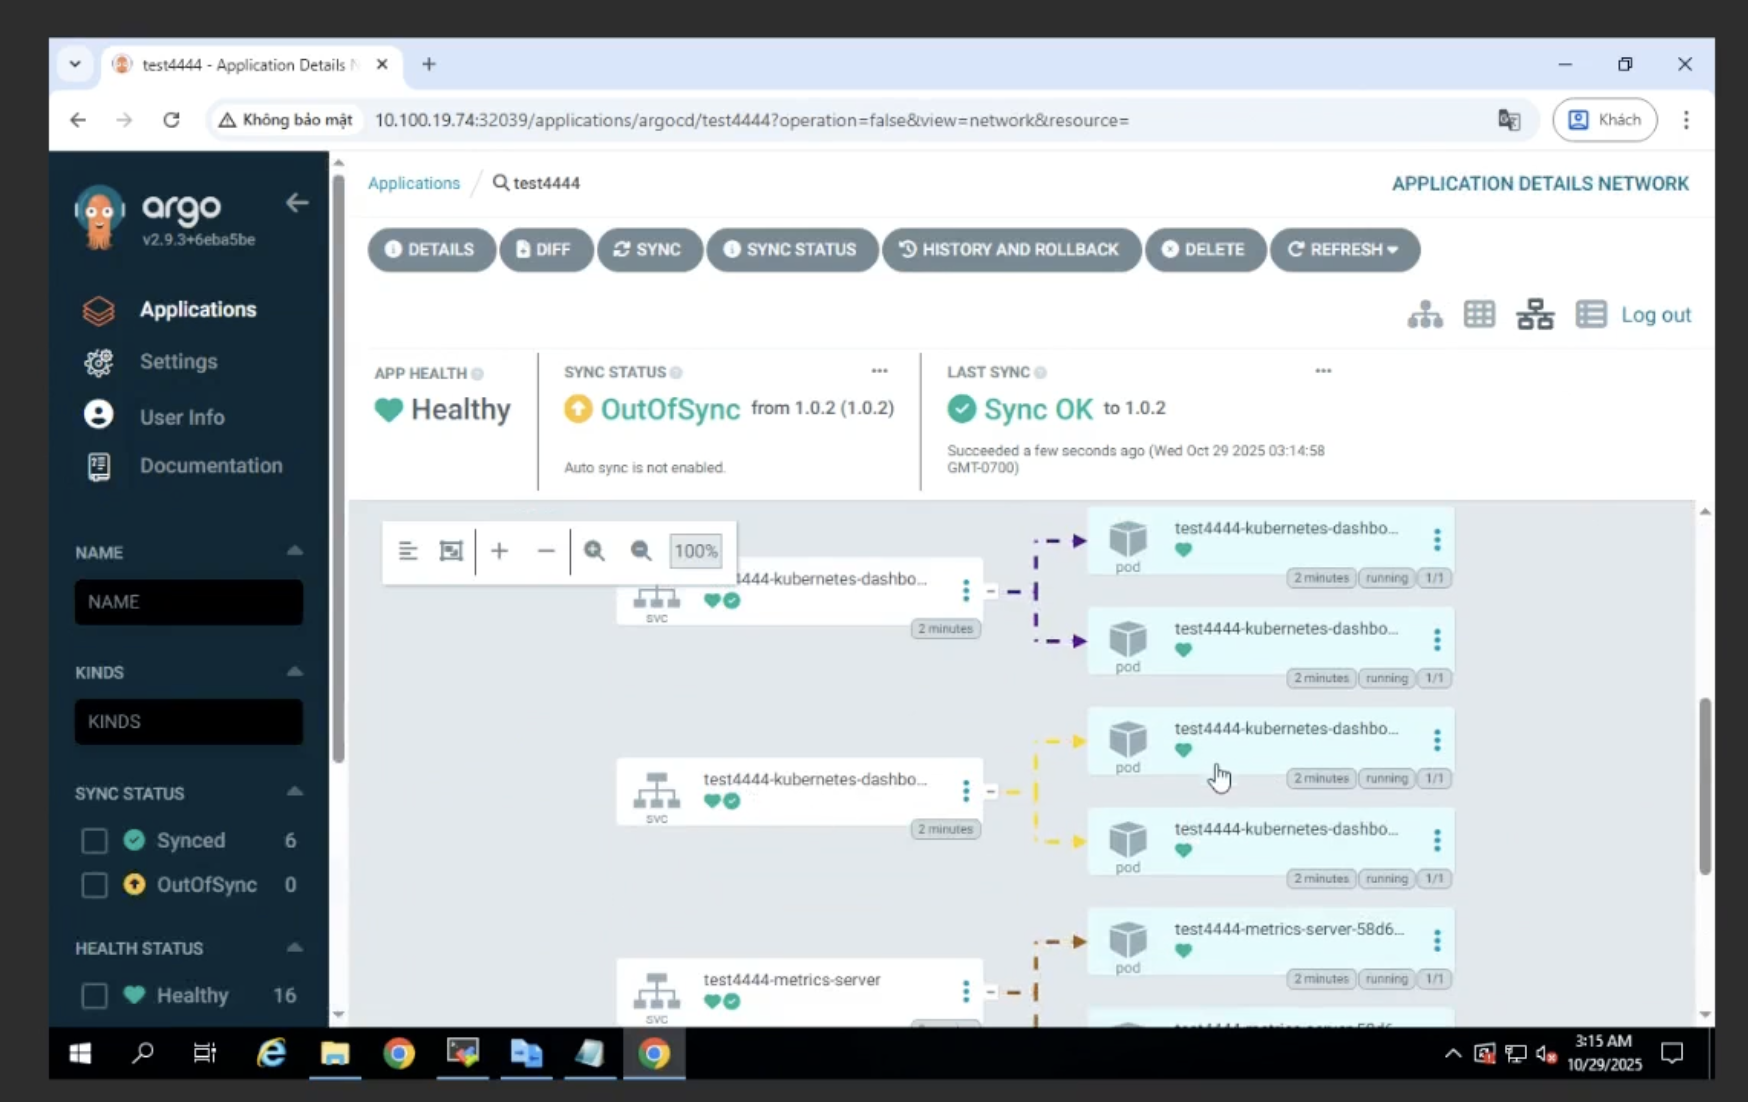 test4444 - Application Details N
Không bảo mật
10.100.19.74:32039/applications/argocd/test4444?operation=false&view=network&resource=
Khách
argo
v2.9.3+6eba5be
Applications
Settings
User Info
Documentation
NAME
NAME
KINDS
KINDS
SYNC STATUS
Synced 6
OutOfSync 0
HEALTH STATUS
Healthy 16
Applications / test4444
APPLICATION DETAILS NETWORK
DETAILS
DIFF
SYNC
SYNC STATUS
HISTORY AND ROLLBACK
DELETE
REFRESH
Log out
APP HEALTH
Healthy
SYNC STATUS
OutOfSync from 1.0.2 (1.0.2)
Auto sync is not enabled.
LAST SYNC
Sync OK to 1.0.2
Succeeded a few seconds ago (Wed Oct 29 2025 03:14:58
GMT-0700)
100%
4444-kubernetes-dashbo...
svc
2 minutes
test4444-kubernetes-dashbo...
pod
2 minutes running 1/1
test4444-kubernetes-dashbo...
pod
2 minutes running 1/1
test4444-kubernetes-dashbo...
svc
2 minutes
test4444-kubernetes-dashbo...
pod
2 minutes running 1/1
test4444-kubernetes-dashbo...
pod
2 minutes running 1/1
test4444-metrics-server
svc
test4444-metrics-server-58d6...
pod
2 minutes running 1/1
3:15 AM
10/29/2025